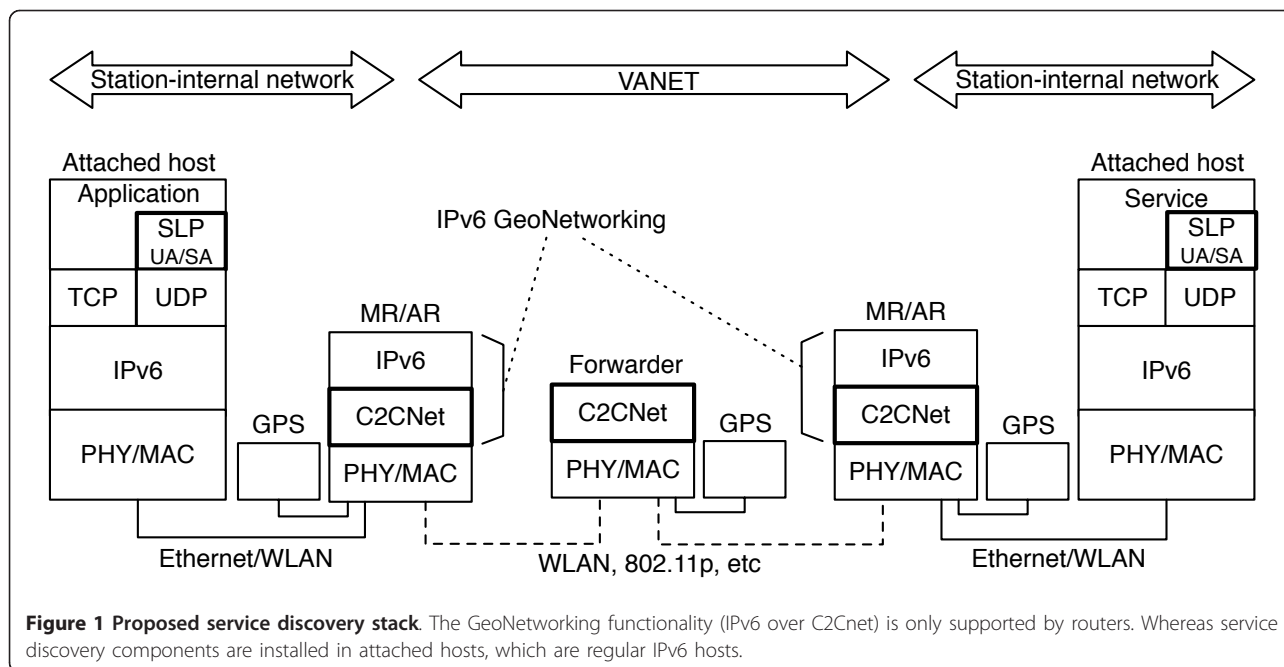 Station-internal network
VANET
Station-internal network
Attached host
Application
SLP
UA/SA
TCP
UDP
IPv6
PHY/MAC
GPS
MR/AR
IPv6
C2CNet
PHY/MAC
IPv6 GeoNetworking
Forwarder
C2CNet
PHY/MAC
GPS
MR/AR
IPv6
C2CNet
PHY/MAC
GPS
Attached host
Service
SLP
UA/SA
TCP
UDP
IPv6
PHY/MAC
Ethernet/WLAN
WLAN, 802.11p, etc
Ethernet/WLAN
Figure 1 Proposed service discovery stack. The GeoNetworking functionality (IPv6 over C2Cnet) is only supported by routers. Whereas service
discovery components are installed in attached hosts, which are regular IPv6 hosts.